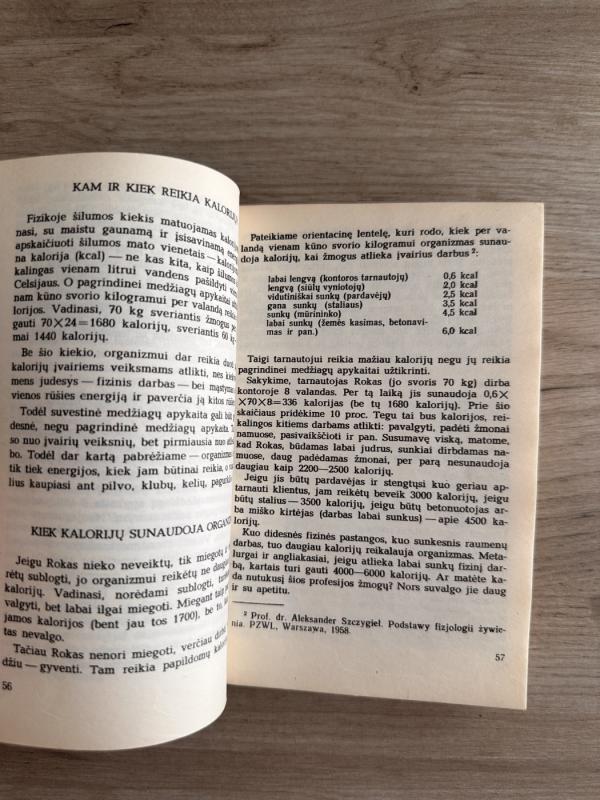 KAM IR KIEK REIKIA
Fizikoje šilumos kiekis matuojamas
nasi, su maistu gaunamą ir įsisavinamą
apskaičiuoti šilumos mato vienetais —
na kalorija (kcal) — ne kas kita, kaip
kalingas vienam litrui vandens pašildyti
Celsijaus. O pagrindinei medžiagų apykaitai
nam kūno svorio kilogramui per valandą
lorijos. Vadinasi, 70 kg sveriantis žmogus
gauti 70×24=1680 kalorijų, sveriantis 60
mai 1440 kalorijų.
Be šio kiekio, organizmui dar reikia
kalorijų įvairiems veiksmams atlikti, nes
mens judesys — fizinis darbas — bei
vienos rūšies energiją ir paverčia ją kitos
Todėl suvestinė medžiagų apykaita gali būti
desnė, negu pagrindinė medžiagų apykaita.
so nuo įvairių veiksnių, bet pirmiausia nuo
bo. Todėl dar kartą pabrėžiame —
tik tiek energijos, kiek jam būtinai reikia, o
lius kaupiasi ant pilvo, klubų, kelių,
KIEK KALORIJŲ SUNAUDOJA
Jeigu Rokas nieko neveiktų, tik miegotų
rėtų sublogti, jo organizmui reikėtų ne
kalorijų. Vadinasi, norėdami sublogti,
valgyti, bet labai ilgai miegoti. Miegant taip
jamos kalorijos (bent jau tos 1700), be to,
tas nevalgo.
Tačiau Rokas nenori miegoti, verčiau
džiu — gyventi. Tam reikia papildomų
56
Pateikiame orientacinę lentelę, kuri rodo, kiek per va-
landą vienam kūno svorio kilogramui organizmas sunau-
doja kalorijų, kai žmogus atlieka įvairius darbus ²:
labai lengvą (kontoros tarnautojų) 0,6 kcal
lengvą (siūlų vyniotojų) 2,0 kcal
vidutiniškai sunkų (pardavėjų) 2,5 kcal
gana sunkų (staliaus) 3,5 kcal
sunkų (mūrininko) 4,5 kcal
labai sunkų (žemės kasimas, betonavi-
mas ir pan.) 6,0 kcal
Taigi tarnautojui reikia mažiau kalorijų negu jų reikia
pagrindinei medžiagų apykaitai užtikrinti.
Sakykime, tarnautojas Rokas (jo svoris 70 kg) dirba
kontoroje 8 valandas. Per tą laiką jis sunaudoja 0,6×
×70×8=336 kalorijas (be tų 1680 kalorijų). Prie šio
skaičiaus pridėkime 10 proc. Tegu tai bus kalorijos, rei-
kalingos kitiems darbams atlikti: pavalgyti, padėti žmonai
namuose, pasivaikščioti ir pan. Susumavę viską, matome,
kad Rokas, būdamas labai judrus, sunkiai dirbdamas na-
muose, daug padėdamas žmonai, per parą nesunaudoja
daugiau kaip 2200—2500 kalorijų.
Jeigu jis būtų pardavėjas ir stengtųsi kuo geriau ap-
tarnauti klientus, jam reikėtų beveik 3000 kalorijų, jeigu
būtų stalius — 3500 kalorijų, jeigu būtų betonuotojas ar-
ba miško kirtėjas (darbas labai sunkus) — apie 4500 ka-
lorijų.
Kuo didesnės fizinės pastangos, kuo sunkesnis raumenų
darbas, tuo daugiau kalorijų reikalauja organizmas. Meta-
lurgai ir angliakasiai, jeigu atlieka labai sunkų fizinį dar-
bą, kartais turi gauti 4000—6000 kalorijų. Ar matėte ka-
da nutukusį šios profesijos žmogų? Nors suvalgo jie daug
ir su apetitu.
² Prof. dr. Aleksander Szczygieł. Podstawy fizjologii żywie-
nia. PZWL, Warszawa, 1958.
57